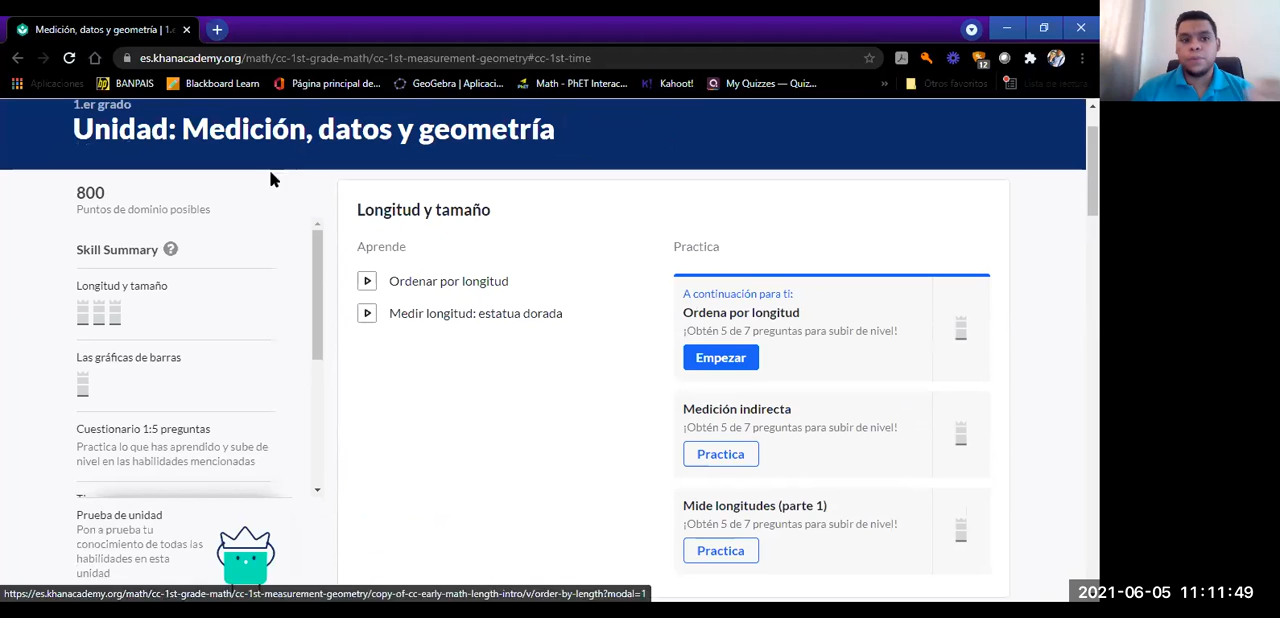 Medición, datos y geometría | 1.e
es.khanacademy.org/math/cc-1st-grade-math/cc-1st-measurement-geometry#cc-1st-time
12
Aplicaciones
BANPAIS
Blackboard Learn
Página principal de...
GeoGebra | Aplicaci...
Math - PhET Interac...
K!
Kahoot!
Q
My Quizzes — Quiz...
»
Otros favoritos
Lista de lectura
1.er grado
Unidad: Medición, datos y geometría
800
Puntos de dominio posibles
Skill Summary ?
Longitud y tamaño
Las gráficas de barras
Cuestionario 1:5 preguntas
Practica lo que has aprendido y sube de
nivel en las habilidades mencionadas
Prueba de unidad
Pon a prueba tu
conocimiento de todas las
habilidades en esta
unidad
Longitud y tamaño
Aprende
Ordenar por longitud
Medir longitud: estatua dorada
Practica
A continuación para ti:
Ordena por longitud
¡Obtén 5 de 7 preguntas para subir de nivel!
Empezar
Medición indirecta
¡Obtén 5 de 7 preguntas para subir de nivel!
Practica
Mide longitudes (parte 1)
¡Obtén 5 de 7 preguntas para subir de nivel!
Practica
https://es.khanacademy.org/math/cc-1st-grade-math/cc-1st-measurement-geometry/copy-of-cc-early-math-length-intro/v/order-by-length?modal=1
2021-06-05 11:11:49